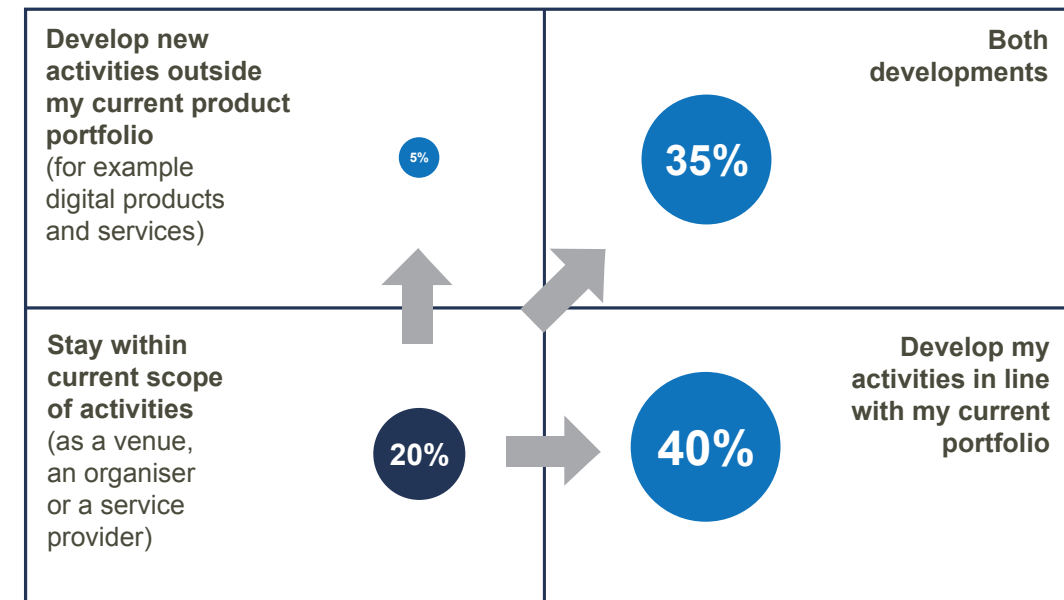 Develop new
activities outside
my current product
portfolio
(for example
digital products
and services)
5%
Both
developments
35%
Stay within
current scope
of activities
(as a venue,
an organiser
or a service
provider)
20%
Develop my
activities in line
with my current
portfolio
40%